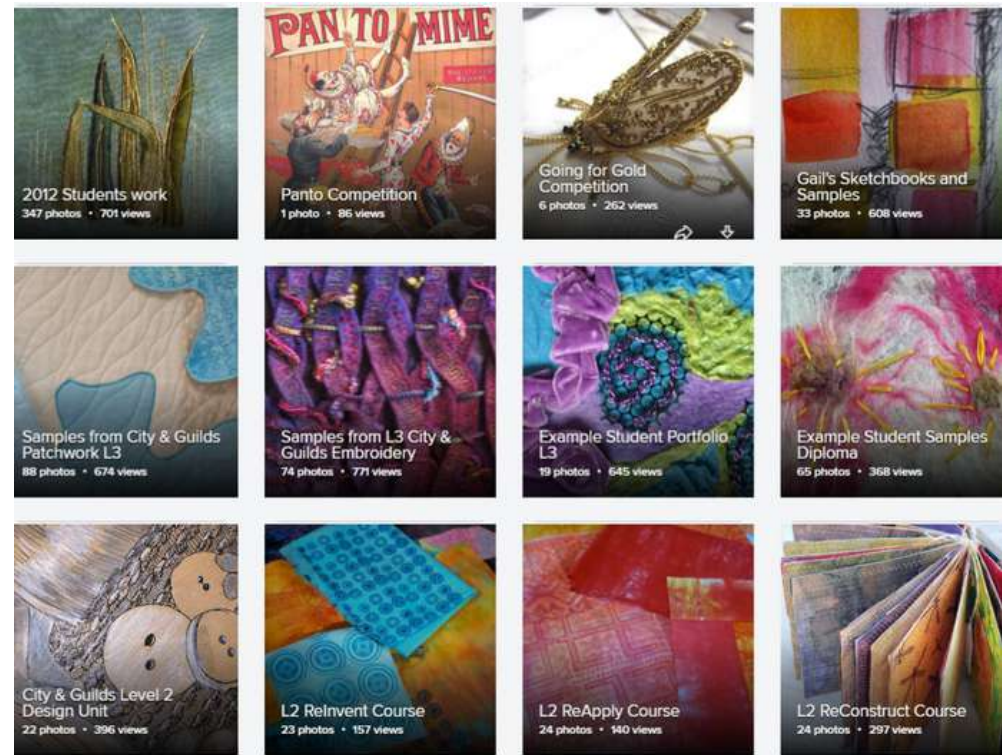 PANTOMIME
2012 Students work
347 photos • 701 views
Panto Competition
1 photo • 86 views
Going for Gold
Competition
6 photos • 262 views
Gail's Sketchbooks and
Samples
33 photos • 608 views
Samples from City & Guilds
Patchwork L3
88 photos • 674 views
Samples from L3 City &
Guilds Embroidery
74 photos • 771 views
Example Student Portfolio
L3
19 photos • 645 views
Example Student Samples
Diploma
65 photos • 368 views
City & Guilds Level 2
Design Unit
22 photos • 396 views
L2 ReInvent Course
23 photos • 157 views
L2 ReApply Course
24 photos • 140 views
L2 ReConstruct Course
24 photos • 297 views